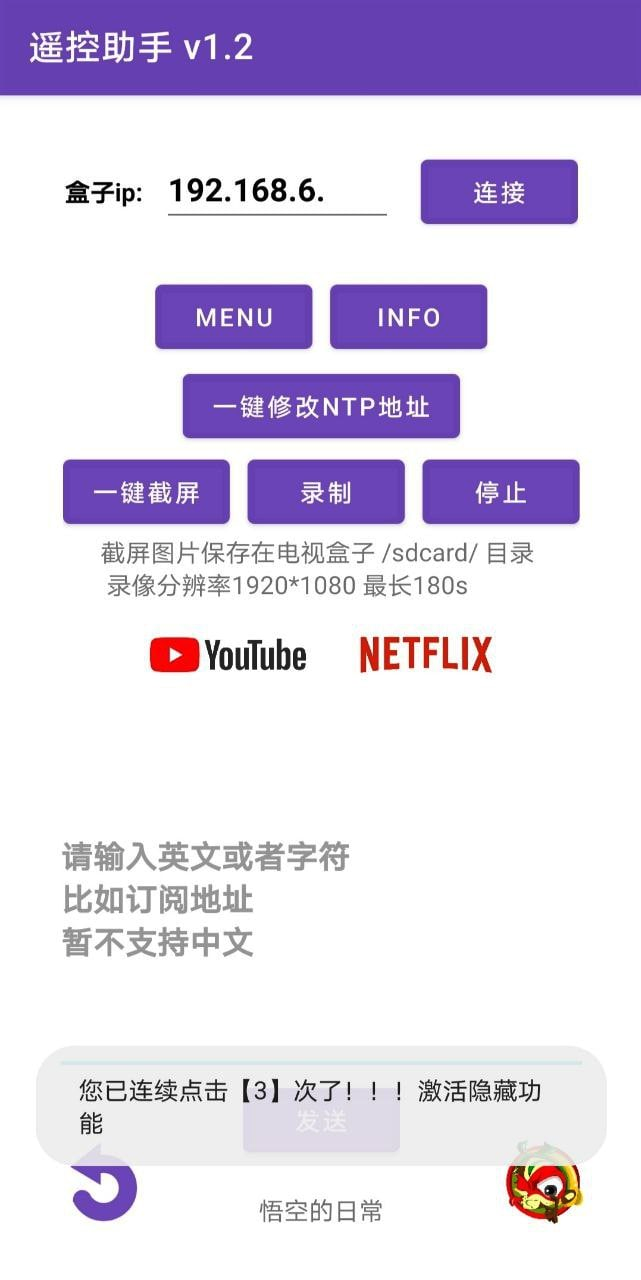 遥控助手 v1.2
盒子ip: 192.168.6. 连接
MENU INFO
一键修改NTP地址
一键截屏 录制 停止
截屏图片保存在电视盒子 /sdcard/ 目录
录像分辨率1920*1080 最长180s
YouTube NETFLIX
请输入英文或者字符
比如订阅地址
暂不支持中文
您已连续点击【3】次了！！！激活隐藏功
能
发送
悟空的日常